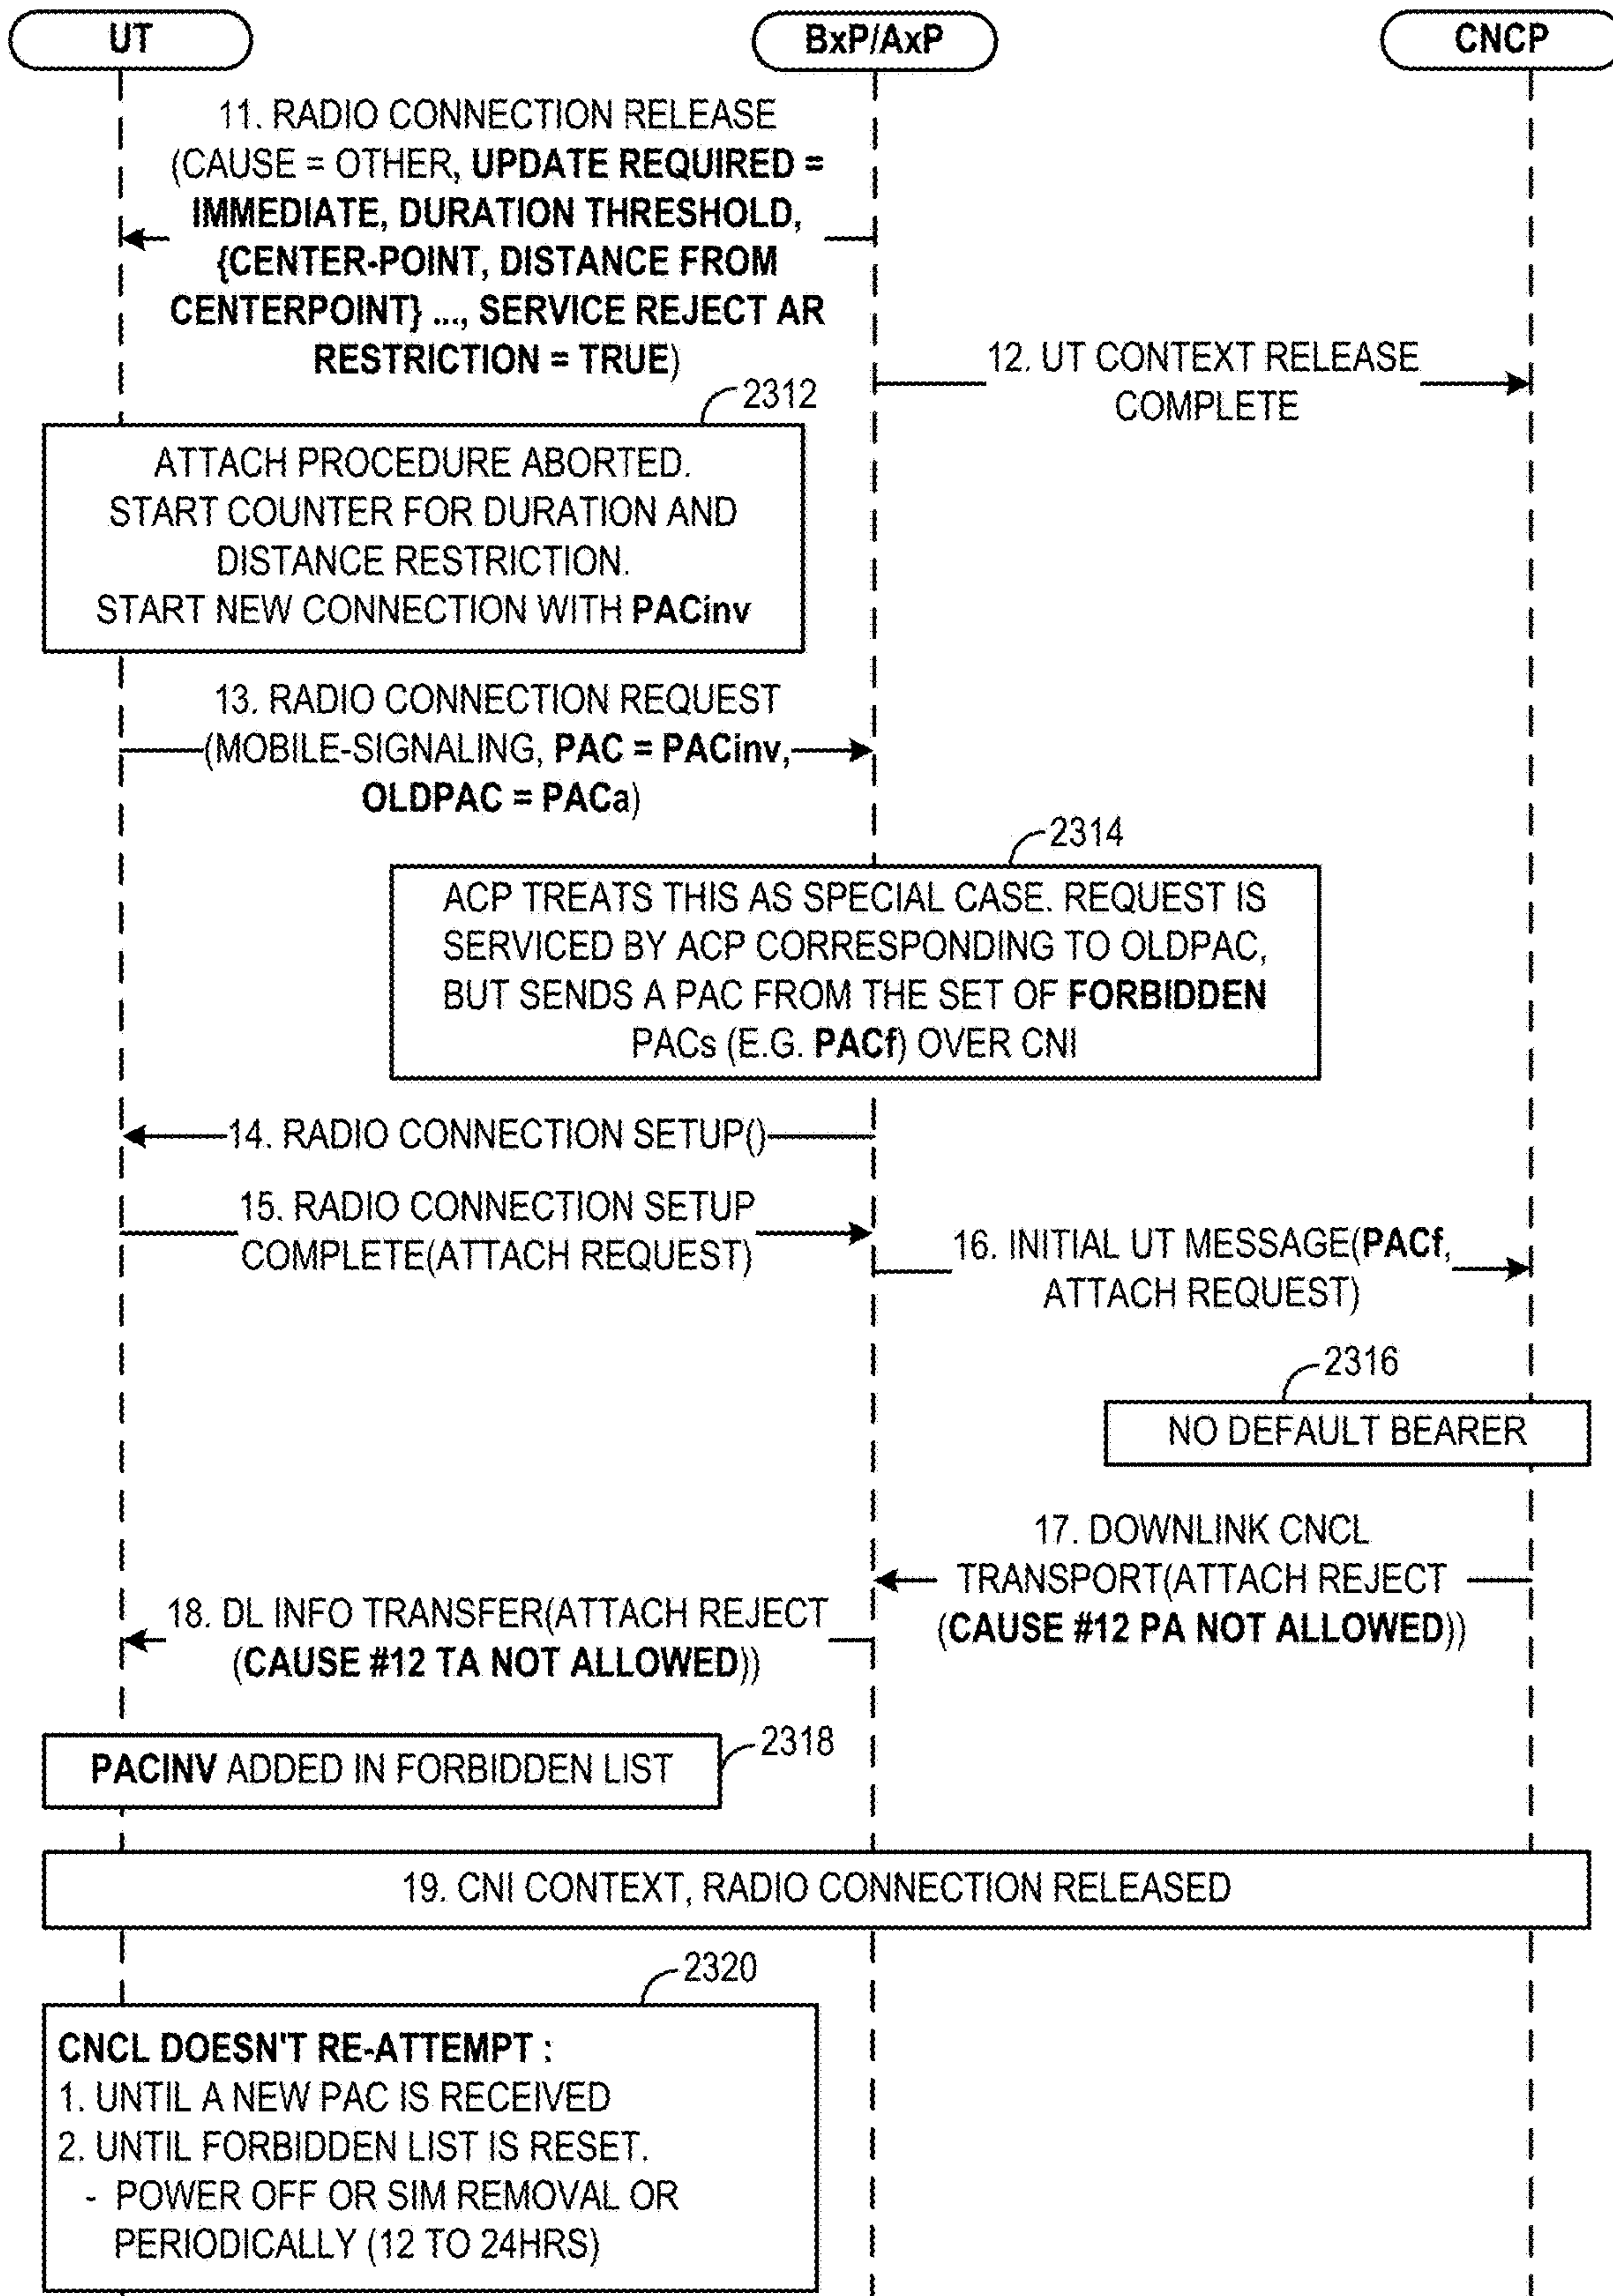 UT
BxP/AxP
CNCP
11. RADIO CONNECTION RELEASE
(CAUSE = OTHER, UPDATE REQUIRED =
IMMEDIATE, DURATION THRESHOLD,
{CENTER-POINT, DISTANCE FROM
CENTERPOINT} ..., SERVICE REJECT AR
RESTRICTION = TRUE)
12. UT CONTEXT RELEASE
COMPLETE
2312
ATTACH PROCEDURE ABORTED.
START COUNTER FOR DURATION AND
DISTANCE RESTRICTION.
START NEW CONNECTION WITH PACinv
13. RADIO CONNECTION REQUEST
(MOBILE-SIGNALING, PAC = PACinv,
OLDPAC = PACa)
2314
ACP TREATS THIS AS SPECIAL CASE. REQUEST IS
SERVICED BY ACP CORRESPONDING TO OLDPAC,
BUT SENDS A PAC FROM THE SET OF FORBIDDEN
PACs (E.G. PACf) OVER CNI
14. RADIO CONNECTION SETUP()
15. RADIO CONNECTION SETUP
COMPLETE(ATTACH REQUEST)
16. INITIAL UT MESSAGE(PACf,
ATTACH REQUEST)
2316
NO DEFAULT BEARER
17. DOWNLINK CNCL
TRANSPORT(ATTACH REJECT
(CAUSE #12 PA NOT ALLOWED))
18. DL INFO TRANSFER(ATTACH REJECT
(CAUSE #12 TA NOT ALLOWED))
2318
PACINV ADDED IN FORBIDDEN LIST
19. CNI CONTEXT, RADIO CONNECTION RELEASED
2320
CNCL DOESN'T RE-ATTEMPT :
1. UNTIL A NEW PAC IS RECEIVED
2. UNTIL FORBIDDEN LIST IS RESET.
- POWER OFF OR SIM REMOVAL OR
PERIODICALLY (12 TO 24HRS)